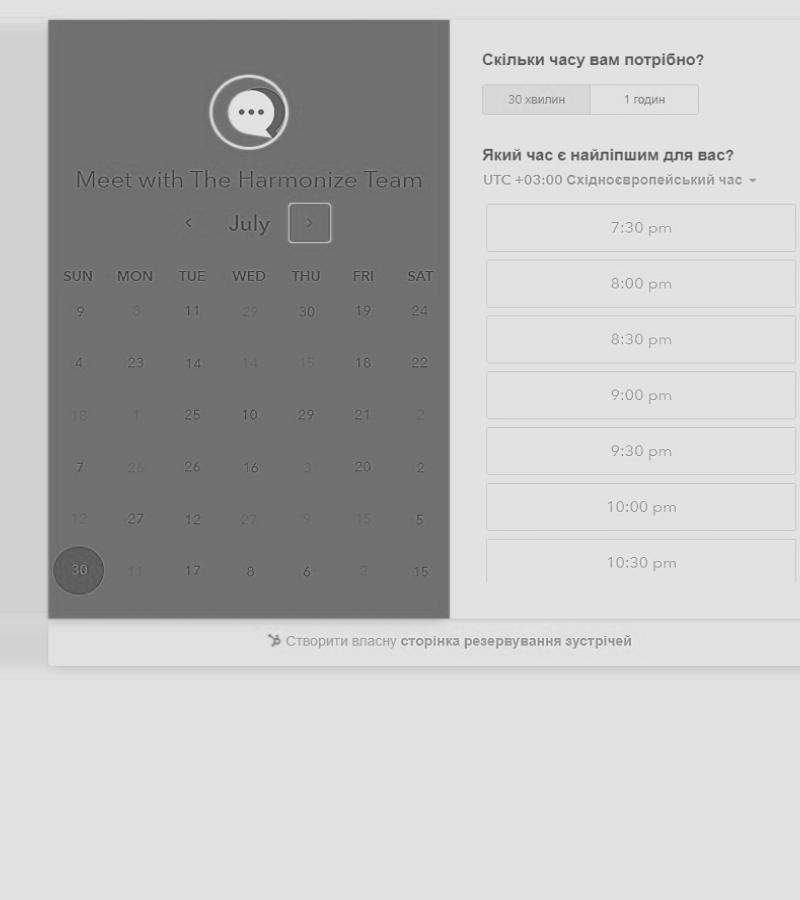 Meet with The Harmonize Team
July
SUN MON TUE WED THU FRI SAT
9 8 11 29 30 19 24
4 23 14 14 15 18 22
18 1 25 10 29 21 2
7 26 26 16 3 20 2
12 27 12 27 9 15 5
30 11 17 8 6 2 15
Скільки часу вам потрібно?
30 хвилин 1 годин
Який час є найліпшим для вас?
UTC +03:00 Східноєвропейський час
7:30 pm
8:00 pm
8:30 pm
9:00 pm
9:30 pm
10:00 pm
10:30 pm
Створити власну сторінка резервування зустрічей